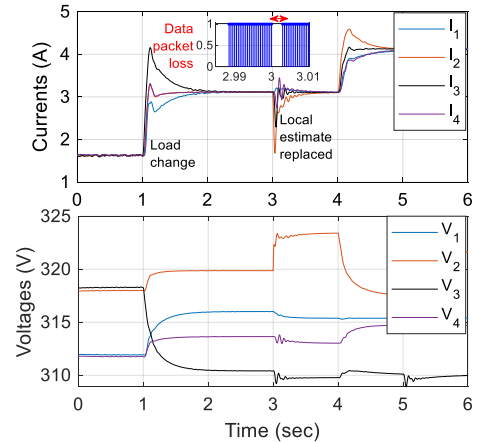 Data packet loss
1
0.5
0
2.99 3 3.01
I1
I2
I3
I4
Load change
Local estimate replaced
Currents (A)
5
4
3
2
1
0 1 2 3 4 5 6
V1
V2
V3
V4
Voltages (V)
325
320
315
310
0 1 2 3 4 5 6
Time (sec)